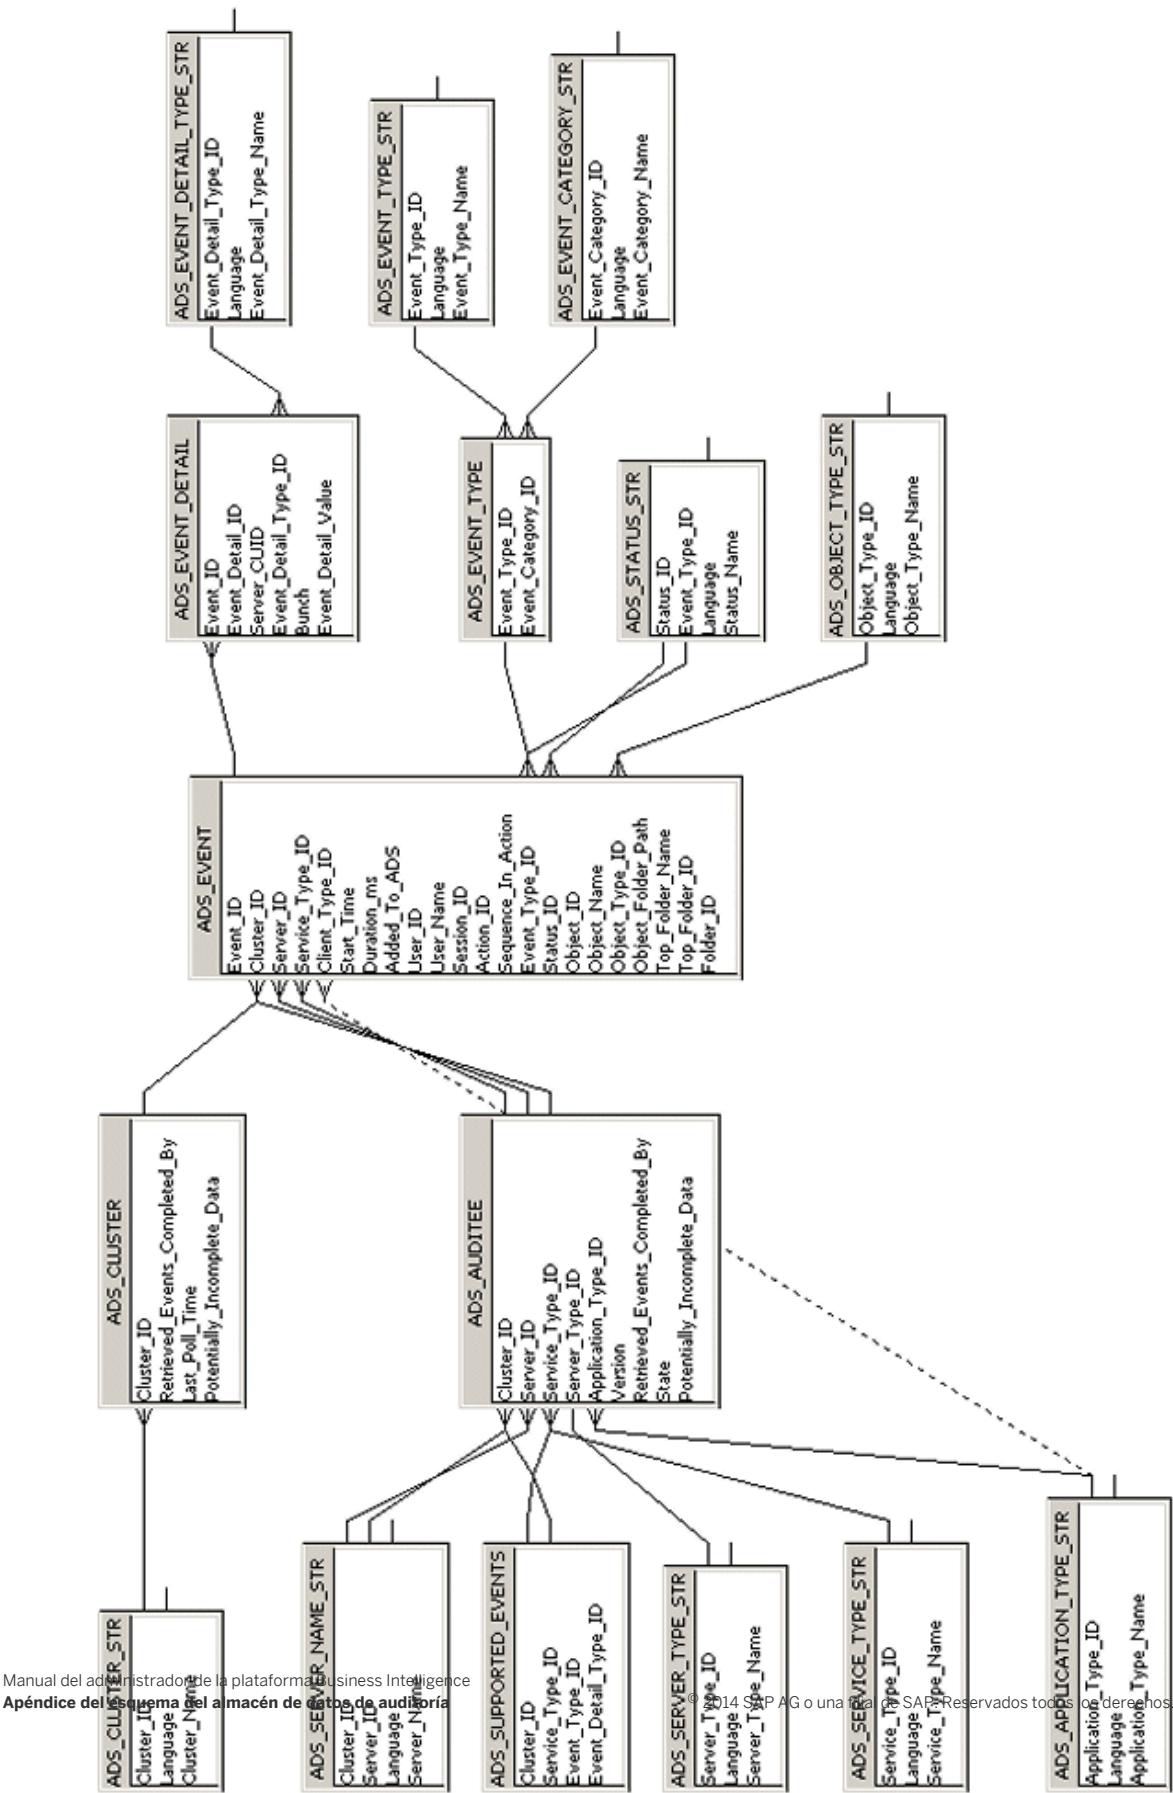 ADS_EVENT_DETAIL_TYPE_STR
Event_Detail_Type_ID
Language
Event_Detail_Type_Name
ADS_EVENT_TYPE_STR
Event_Type_ID
Language
Event_Type_Name
ADS_EVENT_CATEGORY_STR
Event_Category_ID
Language
Event_Category_Name
ADS_EVENT_DETAIL
Event_ID
Event_Detail_ID
Server_CUID
Event_Detail_Type_ID
Bunch
Event_Detail_Value
ADS_EVENT_TYPE
Event_Type_ID
Event_Category_ID
ADS_STATUS_STR
Status_ID
Event_Type_ID
Language
Status_Name
ADS_OBJECT_TYPE_STR
Object_Type_ID
Language
Object_Type_Name
ADS_EVENT
Event_ID
Cluster_ID
Server_ID
Service_Type_ID
Client_Type_ID
Start_Time
Duration_ms
Added_To_ADS
User_ID
User_Name
Session_ID
Action_ID
Sequence_In_Action
Event_Type_ID
Status_ID
Object_ID
Object_Name
Object_Type_ID
Object_Folder_Path
Top_Folder_Name
Top_Folder_ID
Folder_ID
ADS_CLUSTER
Cluster_ID
Retrieved_Events_Completed_By
Last_Poll_Time
Potentially_Incomplete_Data
ADS_AUDITEE
Cluster_ID
Server_ID
Service_Type_ID
Server_Type_ID
Application_Type_ID
Version
Retrieved_Events_Completed_By
State
Potentially_Incomplete_Data
ADS_CLUSTER_STR
Cluster_ID
Language
Cluster_Name
ADS_SERVER_NAME_STR
Cluster_ID
Server_ID
Language
Server_Name
ADS_SUPPORTED_EVENTS
Cluster_ID
Service_Type_ID
Event_Type_ID
Event_Detail_Type_ID
ADS_SERVER_TYPE_STR
Server_Type_ID
Language
Server_Type_Name
ADS_SERVICE_TYPE_STR
Service_Type_ID
Language
Service_Type_Name
ADS_APPLICATION_TYPE_STR
Application_Type_ID
Language
Application_Type_Name
Manual del administrador de la plataforma Business Intelligence
Apéndice del esquema del almacén de datos de auditoría
© 2014 SAP AG o una filial de SAP. Reservados todos los derechos.